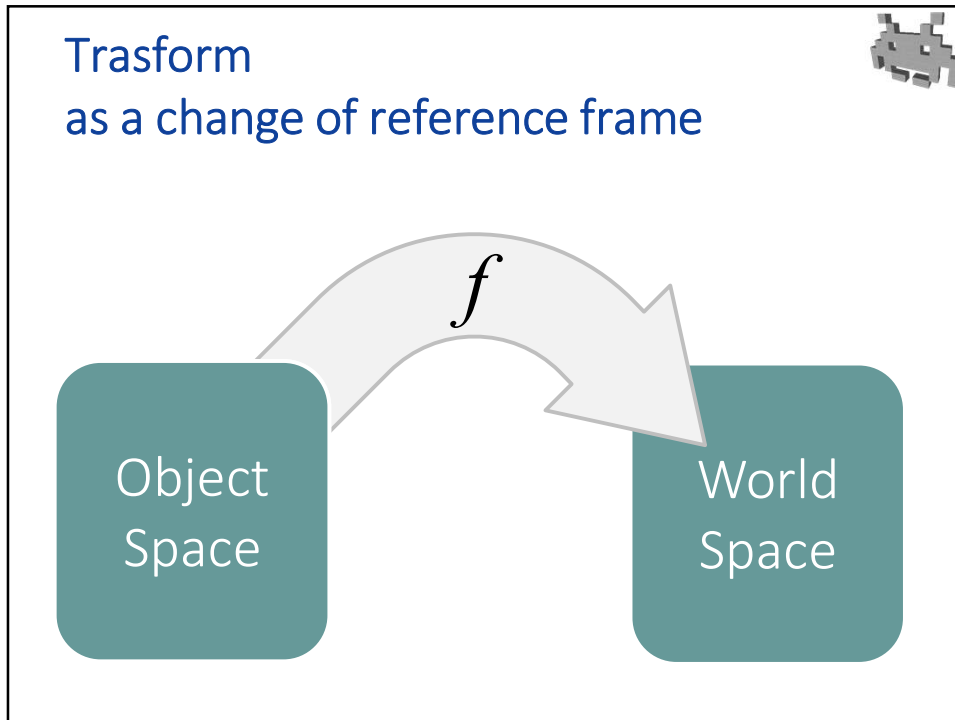 Trasform
as a change of reference frame
f
Object
Space
World
Space